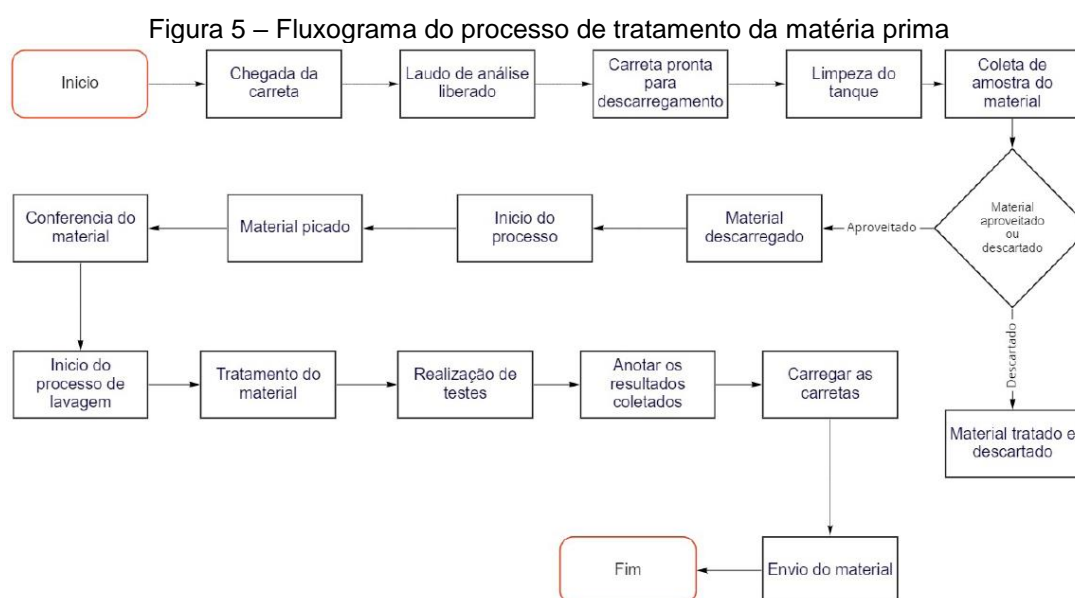 Figura 5 – Fluxograma do processo de tratamento da matéria prima
Inicio
Chegada da
carreta
Laudo de análise
liberado
Carreta pronta
para
descarregamento
Limpeza do
tanque
Coleta de
amostra do
material
Material
aproveitado
ou
descartado
Aproveitado
Material
descarregado
Inicio do
processo
Material picado
Conferencia do
material
Descartado
Material tratado e
descartado
Inicio do
processo de
lavagem
Tratamento do
material
Realização de
testes
Anotar os
resultados
coletados
Carregar as
carretas
Envio do material
Fim